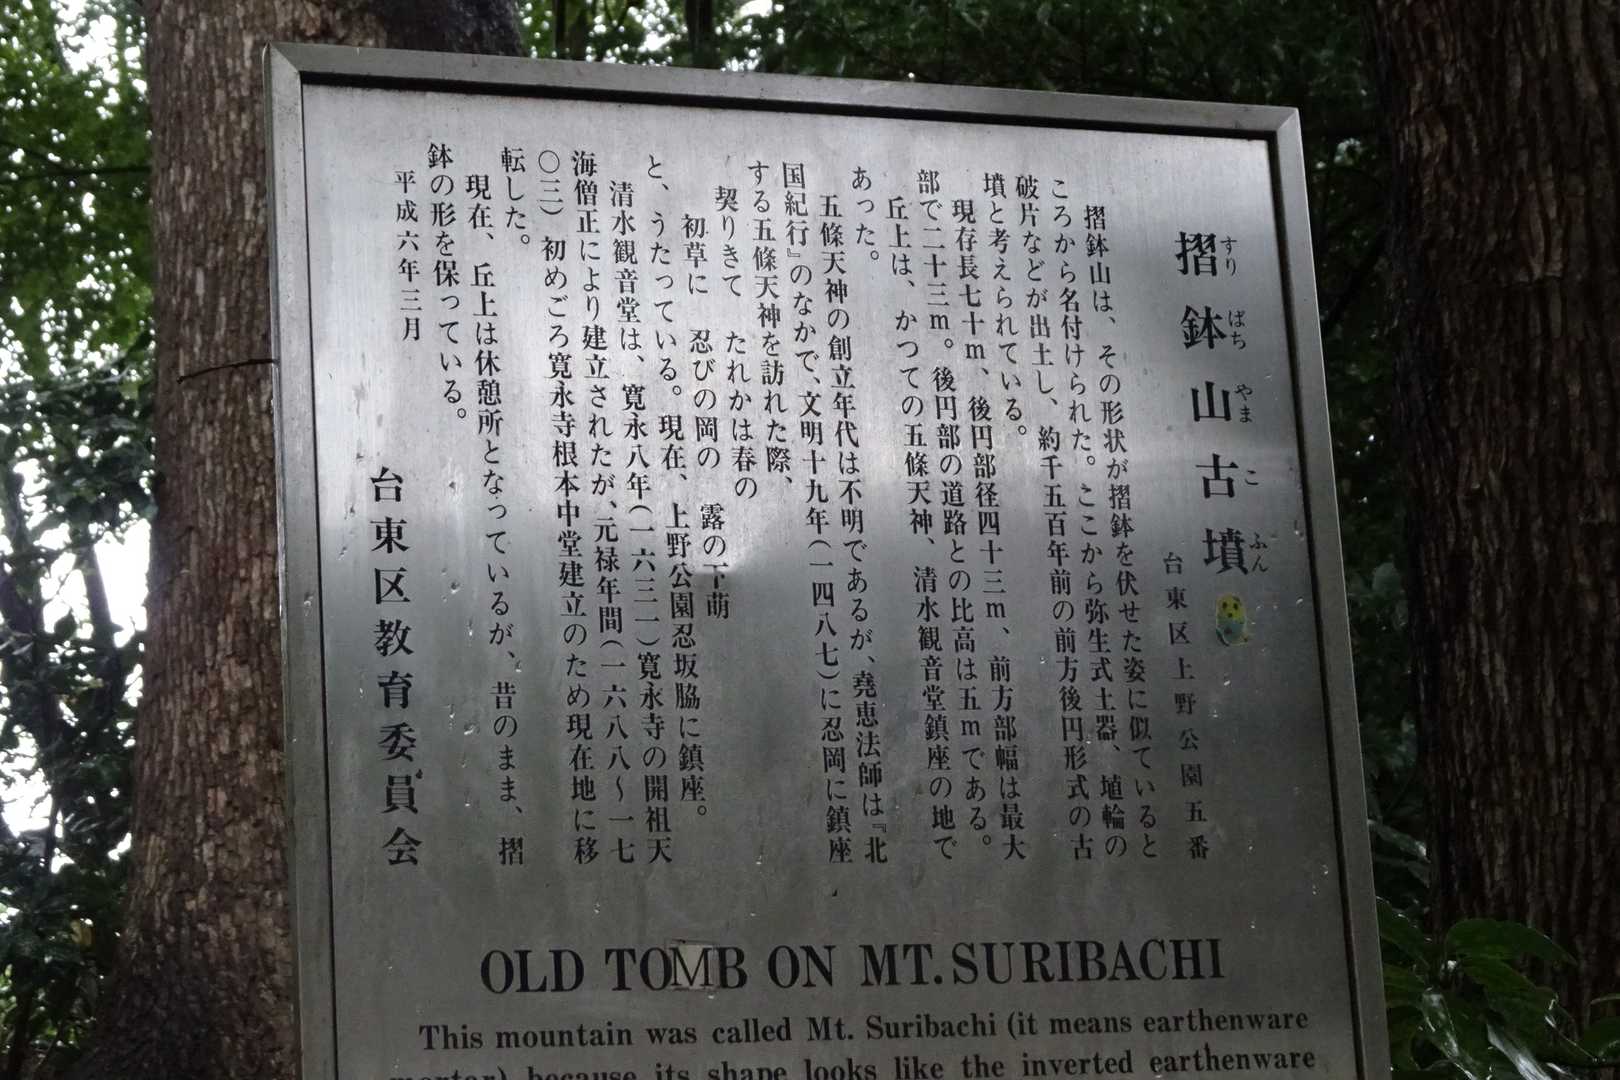 摺鉢山古墳
すりばちやまこふん
台東区上野公園五番
摺鉢山は、その形状が摺鉢を伏せた姿に似ていると
ころから名付けられた。ここから弥生式土器、埴輪の
破片などが出土し、約千五百年前の前方後円形式の古
墳と考えられている。
現存長七十m、後円部径四十三m、前方部幅は最大
部で二十三m。後円部の道路との比高は五mである。
丘上は、かつての五條天神、清水観音堂鎮座の地で
あった。
五條天神の創立年代は不明であるが、堯恵法師は『北
国紀行』のなかで、文明十九年(一四八七)に忍岡に鎮座
する五條天神を訪れた際、
契りきて たれかは春の
初草に 忍びの岡の 露の下萌
と、うたっている。現在、上野公園忍坂脇に鎮座。
清水観音堂は、寛永八年(一六三一)寛永寺の開祖天
海僧正により建立されたが、元禄年間(一六八八〜一七
〇三) 初めごろ寛永寺根本中堂建立のため現在地に移
転した。
現在、丘上は休憩所となっているが、昔のまま、摺
鉢の形を保っている。
平成六年三月
台東区教育委員会
OLD TOMB ON MT. SURIBACHI
This mountain was called Mt. Suribachi (it means earthenware
mortar) because its shape looks like the inverted earthenware